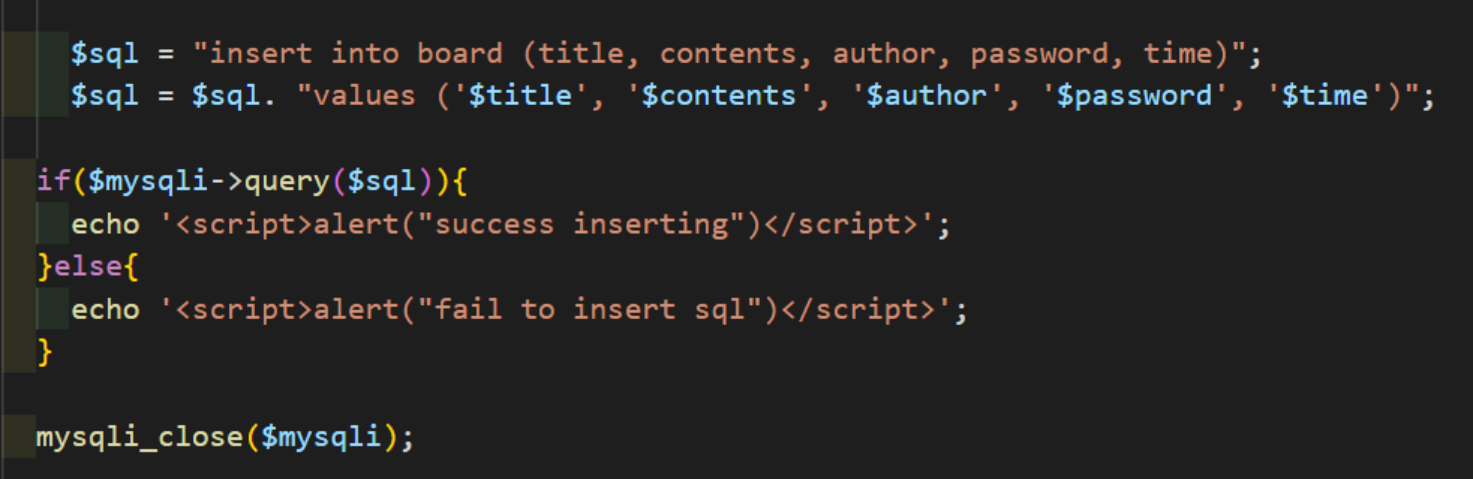 $sql = "insert into board (title, contents, author, password, time)";
$sql = $sql. "values ('$title', '$contents', '$author', '$password', '$time')";
if($mysqli->query($sql)){
echo '<script>alert("success inserting")</script>';
}else{
echo '<script>alert("fail to insert sql")</script>';
}
mysqli_close($mysqli);